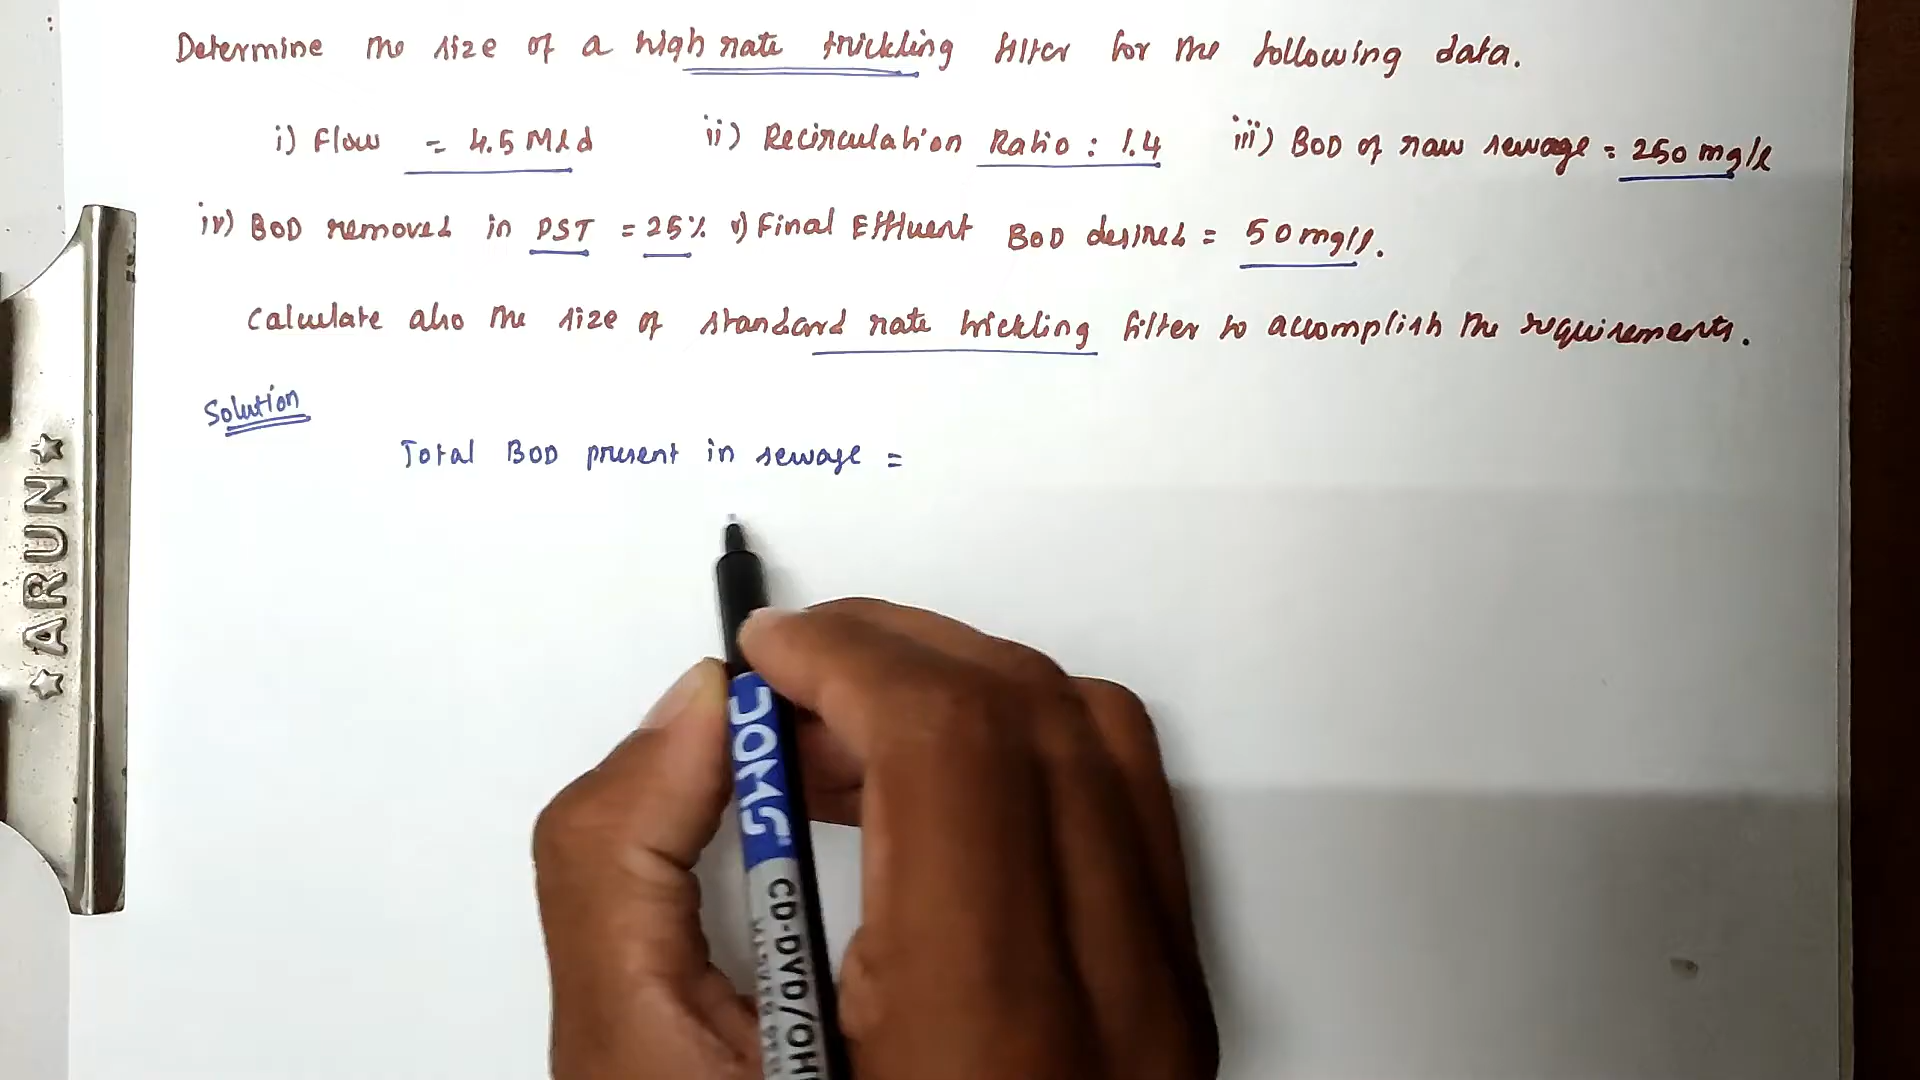 Determine the size of a high rate trickling filter for the following data.
i) Flow = 4.5 Mld ii) Recirculation Ratio : 1.4 iii) BOD of raw sewage = 250 mg/l
iv) BOD removed in PST = 25% v) Final Effluent BOD desired = 50 mg/l.
Calculate also the size of standard rate trickling filter to accomplish the requirements.
Solution
Total BOD present in sewage =
★ARUN★
DOMS
CD-DVD/OH